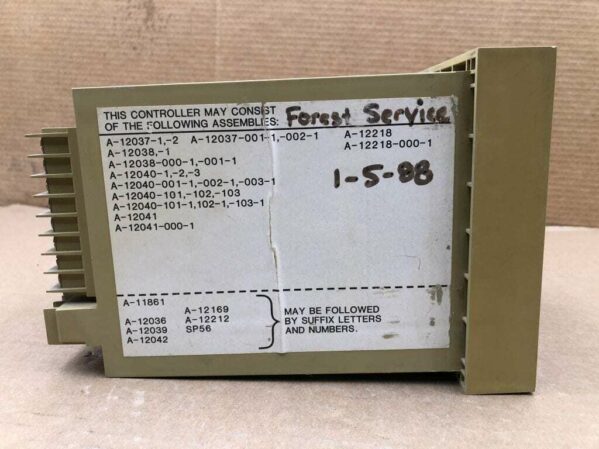 THIS CONTROLLER MAY CONSIST
OF THE FOLLOWING ASSEMBLES: Forest Service
A-12037-1,-2 A-12037-001-1,-002-1 A-12218
A-12038,-1 A-12218-000-1
A-12038-000-1,-001-1
A-12040-1,-2,-3 1-5-88
A-12040-001-1,-002-1,-003-1
A-12040-101,-102,-103
A-12040-101-1,102-1,-103-1
A-12041
A-12041-000-1
A-11861
A-12169
A-12036 A-12212
A-12039 SP56
A-12042
MAY BE FOLLOWED
BY SUFFIX LETTERS
AND NUMBERS.